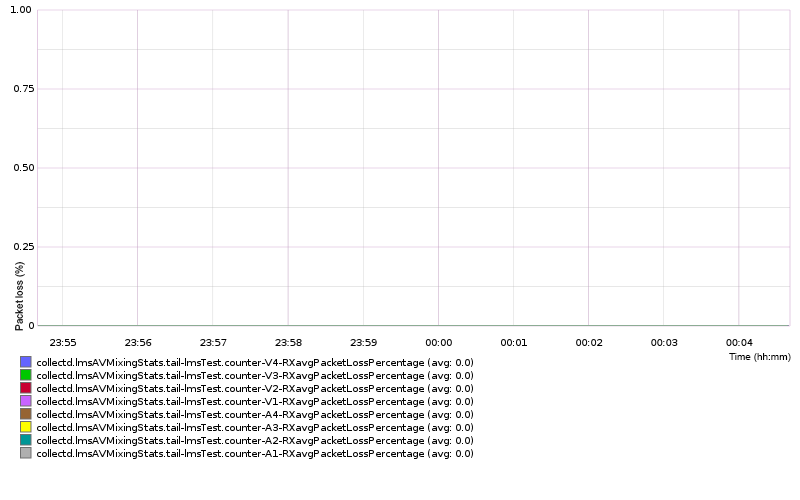 1.00
0.75
0.50
0.25
0
Packet loss (%)
23:55 23:56 23:57 23:58 23:59 00:00 00:01 00:02 00:03 00:04
Time (hh:mm)
collectd.lmsAVMixingStats.tail-lmsTest.counter-V4-RXavgPacketLossPercentage (avg: 0.0)
collectd.lmsAVMixingStats.tail-lmsTest.counter-V3-RXavgPacketLossPercentage (avg: 0.0)
collectd.lmsAVMixingStats.tail-lmsTest.counter-V2-RXavgPacketLossPercentage (avg: 0.0)
collectd.lmsAVMixingStats.tail-lmsTest.counter-V1-RXavgPacketLossPercentage (avg: 0.0)
collectd.lmsAVMixingStats.tail-lmsTest.counter-A4-RXavgPacketLossPercentage (avg: 0.0)
collectd.lmsAVMixingStats.tail-lmsTest.counter-A3-RXavgPacketLossPercentage (avg: 0.0)
collectd.lmsAVMixingStats.tail-lmsTest.counter-A2-RXavgPacketLossPercentage (avg: 0.0)
collectd.lmsAVMixingStats.tail-lmsTest.counter-A1-RXavgPacketLossPercentage (avg: 0.0)